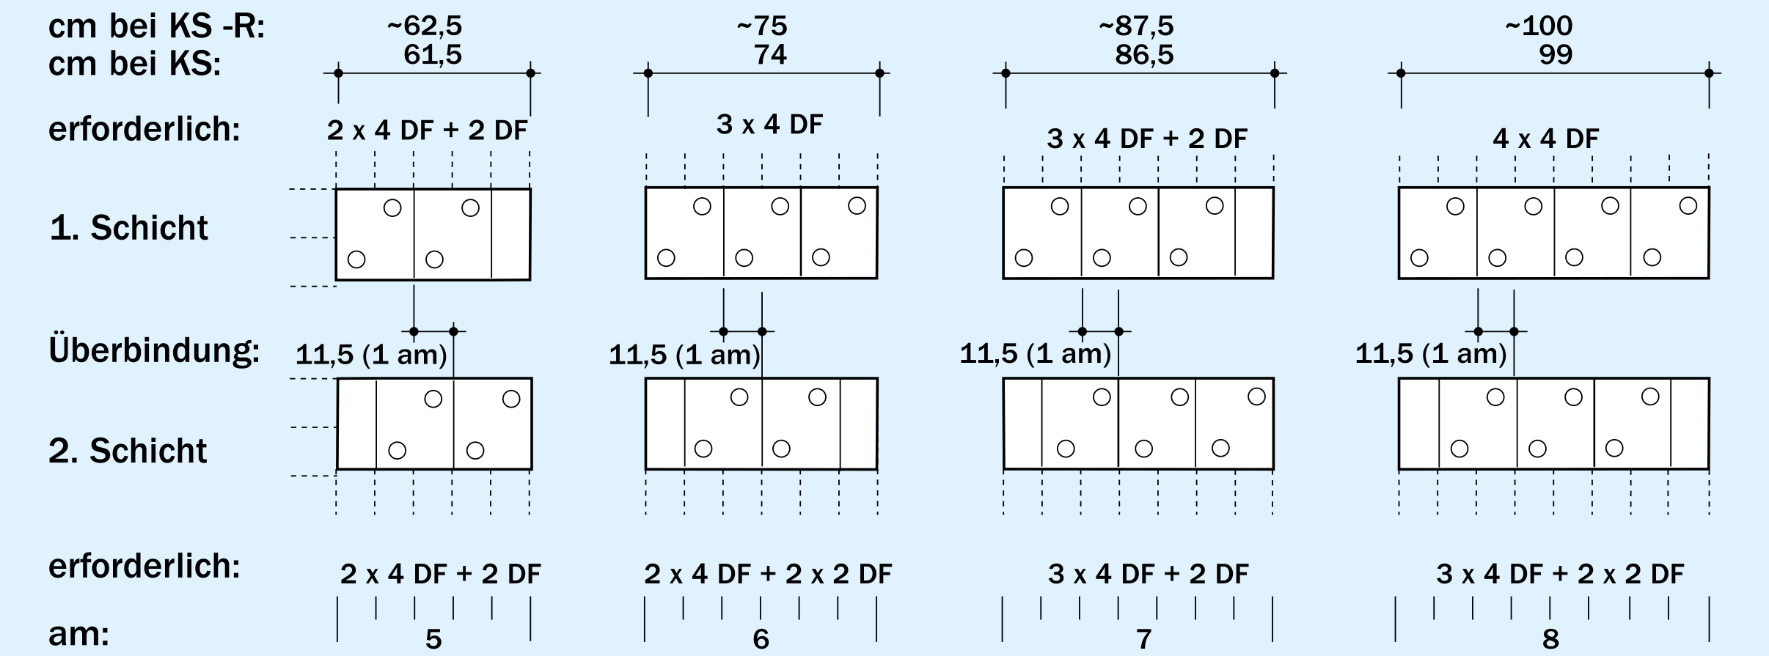 cm bei KS -R: ~62,5 ~75 ~87,5 ~100
cm bei KS: 61,5 74 86,5 99
erforderlich: 2 x 4 DF + 2 DF 3 x 4 DF 3 x 4 DF + 2 DF 4 x 4 DF
1. Schicht
Überbindung: 11,5 (1 am) 11,5 (1 am) 11,5 (1 am) 11,5 (1 am)
2. Schicht
erforderlich: 2 x 4 DF + 2 DF 2 x 4 DF + 2 x 2 DF 3 x 4 DF + 2 DF 3 x 4 DF + 2 x 2 DF
am: 5 6 7 8